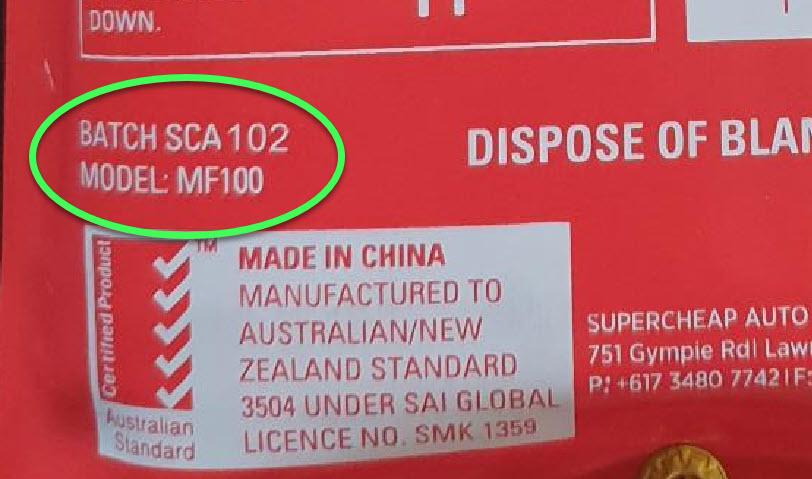 DOWN.
BATCH SCA 102
MODEL: MF100
DISPOSE OF
Certified Product
TM
MADE IN CHINA
MANUFACTURED TO
AUSTRALIAN/NEW
ZEALAND STANDARD
3504 UNDER SAI GLOBAL
LICENCE NO. SMK 1359
Australian
Standard
SUPERCHEAP AUTO
751 Gympie Rd|
P: +617 3480 7742 | F: